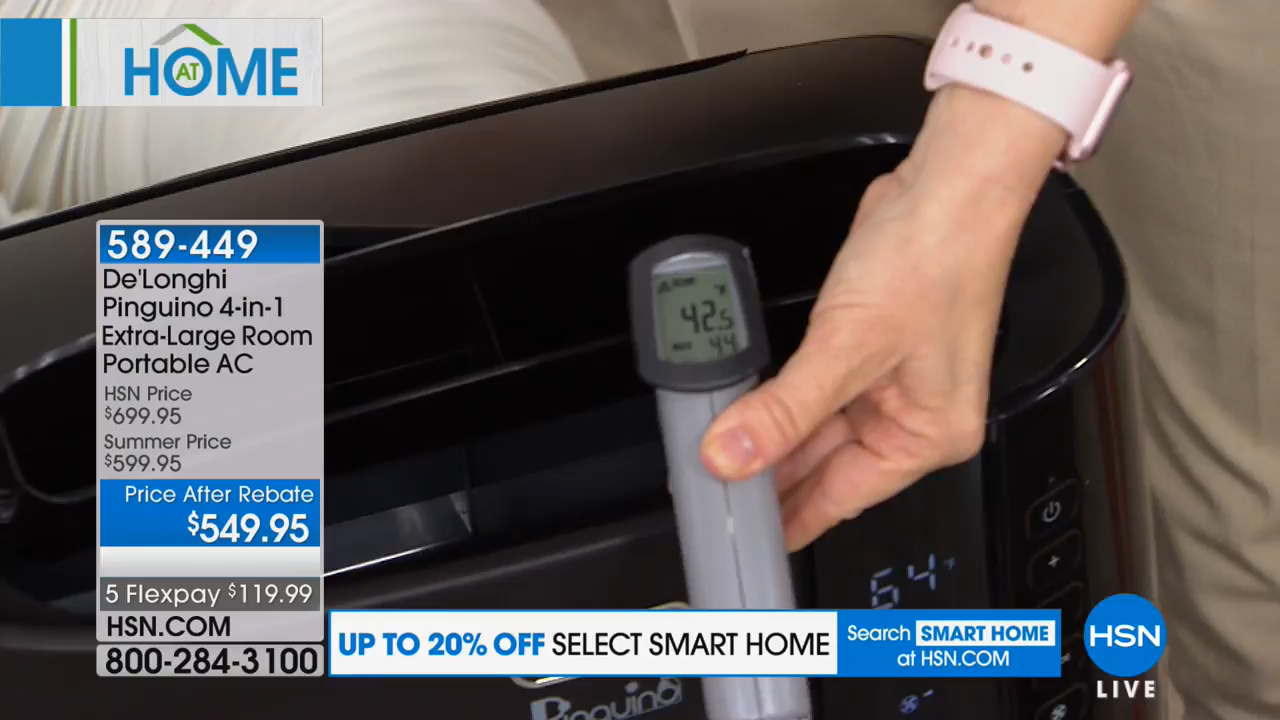 HOME
AT
589-449
De'Longhi
Pinguino 4-in-1
Extra-Large Room
Portable AC
HSN Price
$699.95
Summer Price
$599.95
Price After Rebate
$549.95
5 Flexpay $119.99
HSN.COM
800-284-3100
42.5
44
64°F
UP TO 20% OFF SELECT SMART HOME
Search SMART HOME
at HSN.COM
HSN
LIVE
Pinguino